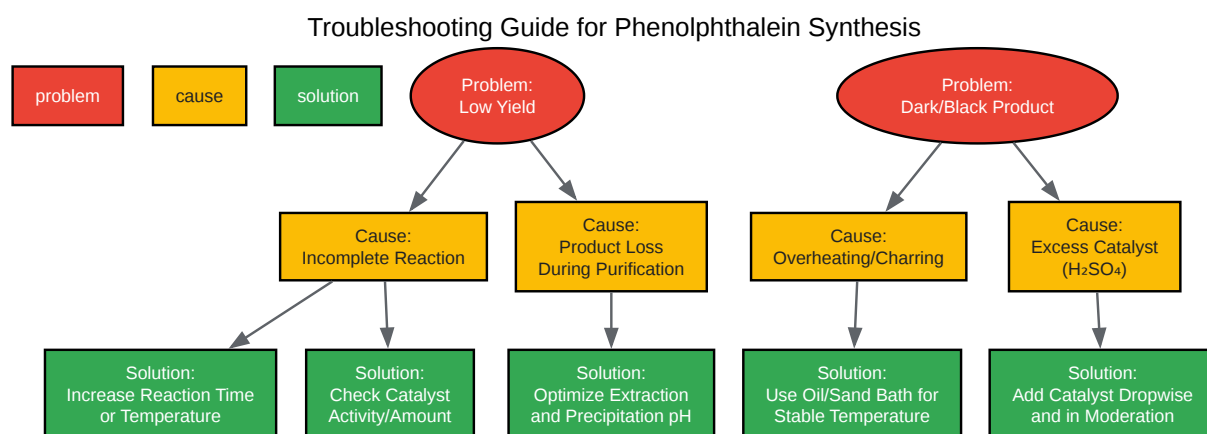 Troubleshooting Guide for Phenolphthalein Synthesis
problem
cause
solution
Problem:
Low Yield
Problem:
Dark/Black Product
Cause:
Incomplete Reaction
Cause:
Product Loss
During Purification
Cause:
Overheating/Charring
Cause:
Excess Catalyst
(H₂SO₄)
Solution:
Increase Reaction Time
or Temperature
Solution:
Check Catalyst
Activity/Amount
Solution:
Optimize Extraction
and Precipitation pH
Solution:
Use Oil/Sand Bath for
Stable Temperature
Solution:
Add Catalyst Dropwise
and in Moderation